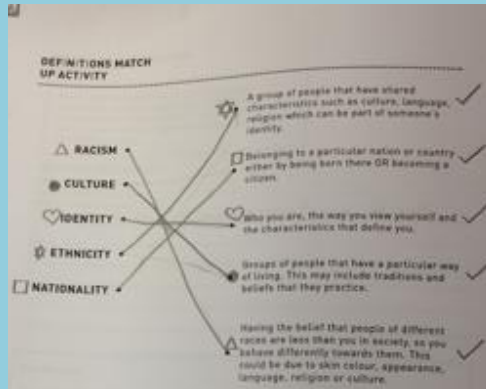 DEFINITIONS MATCH
UP ACTIVITY
RACISM
CULTURE
IDENTITY
ETHNICITY
NATIONALITY
A group of people that have shared
characteristics such as culture, language,
religion which can be part of someone's
identity.
Belonging to a particular nation or country
either by being born there OR becoming a
citizen.
Who you are, the way you view yourself and
the characteristics that define you.
Groups of people that have a particular way
of living. This may include traditions and
beliefs that they practice.
Having the belief that people of different
races are less than you in society, so you
behave differently towards them. This
could be due to skin colour, appearance,
language, religion or culture.